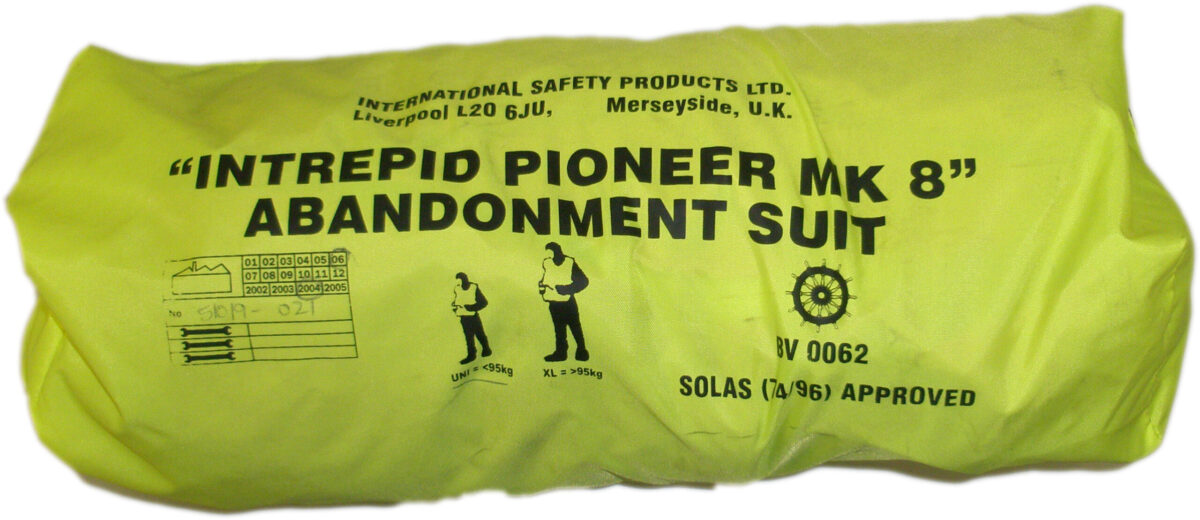 INTERNATIONAL SAFETY PRODUCTS LTD.
Liverpool L20 6JU, Merseyside, U.K.
“INTREPID PIONEER MK 8”
ABANDONMENT SUIT
01 02 03 04 05 06
07 08 09 10 11 12
2002 2003 2004 2005
No
UNI = <95kg XL = >95kg
BV 0062
SOLAS (74/96) APPROVED